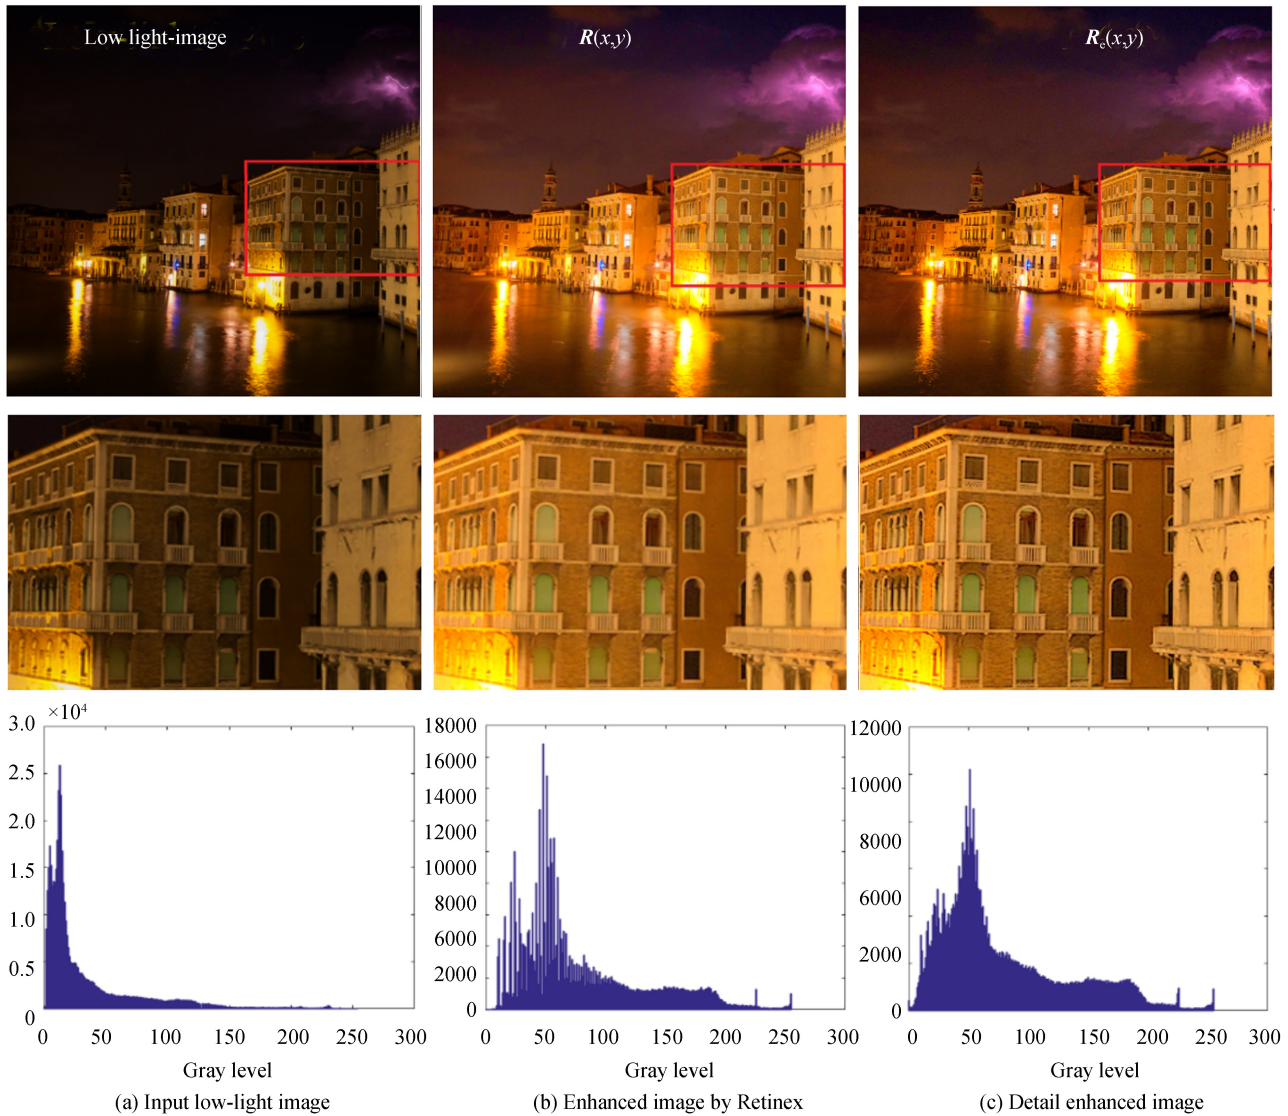 Low light-image
R(x,y)
Rₑ(x,y)
×10⁴
3.0
2.5
2.0
1.5
1.0
0.5
0
0 50 100 150 200 250 300
Gray level
(a) Input low-light image
18000
16000
14000
12000
10000
8000
6000
4000
2000
0
0 50 100 150 200 250 300
Gray level
(b) Enhanced image by Retinex
12000
10000
8000
6000
2000
0
0 50 100 150 200 250 300
Gray level
(c) Detail enhanced image